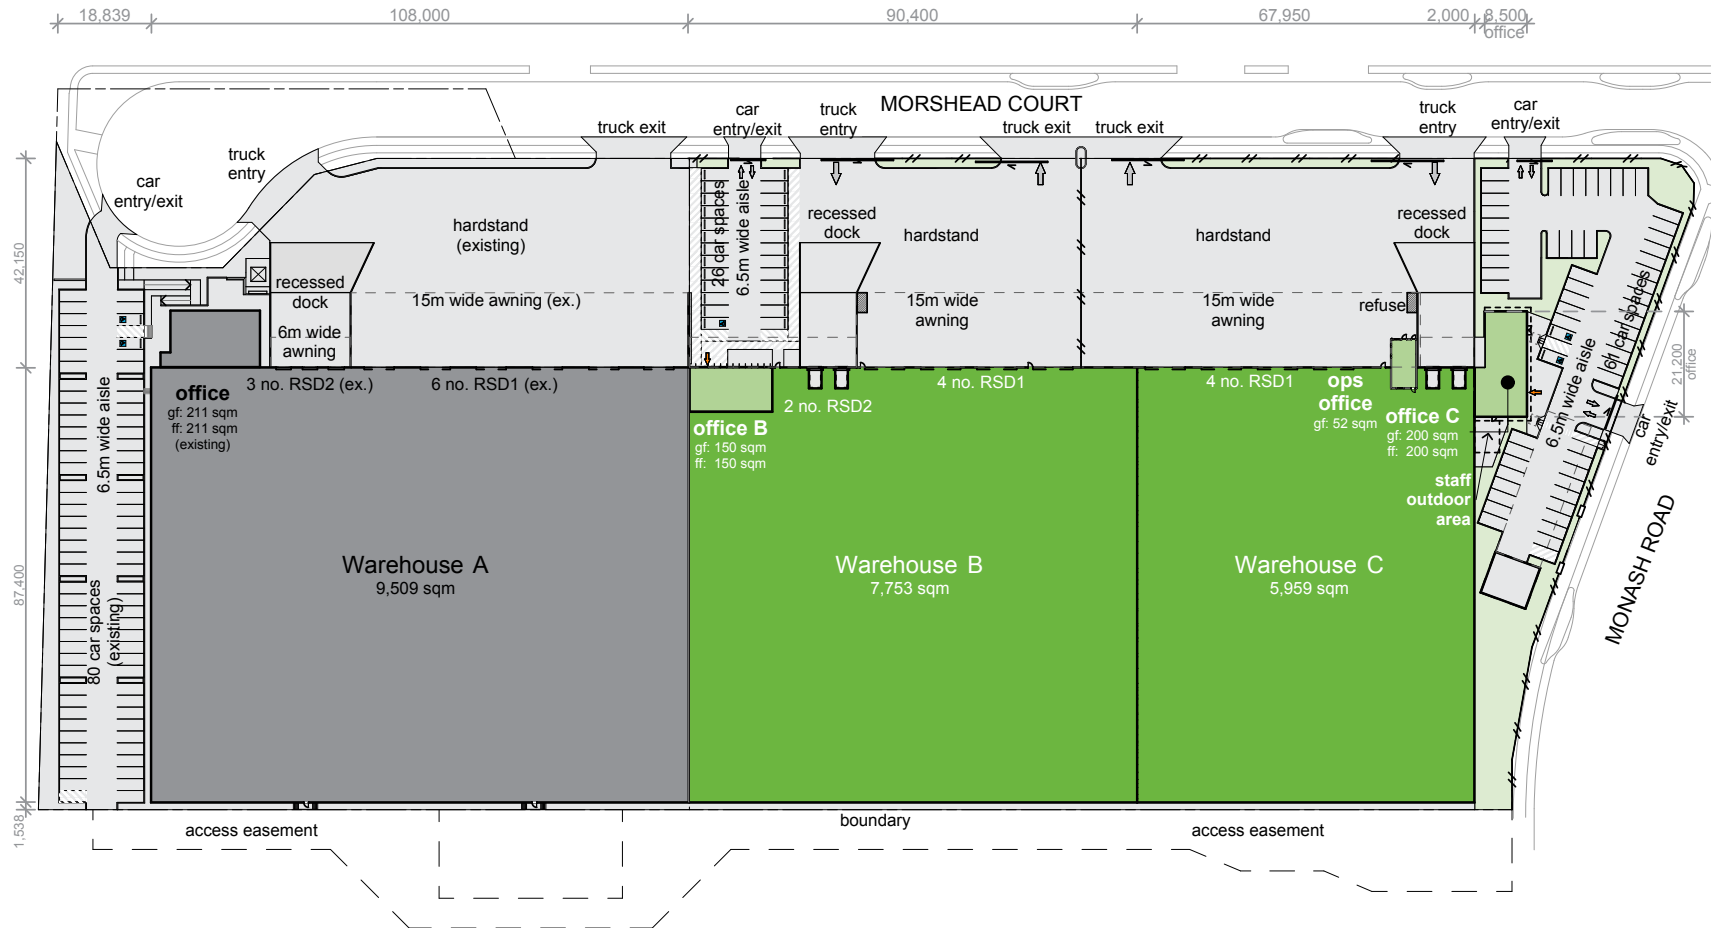 18,839
108,000
90,400
67,950
2,000
8,500
office
MORSHEAD COURT
truck exit
car
entry/exit
truck
entry
truck exit
truck exit
truck
entry
car
entry/exit
truck
entry
car
entry/exit
hardstand
(existing)
26 car spaces
6.5m wide aisle
recessed
dock
hardstand
hardstand
recessed
dock
42,150
recessed
dock
15m wide awning (ex.)
6m wide
awning
15m wide
awning
15m wide
awning
refuse
61 car spaces
6.5m wide aisle
21,200
office
office
gf: 211 sqm
ff: 211 sqm
(existing)
3 no. RSD2 (ex.)
6 no. RSD1 (ex.)
office B
gf: 150 sqm
ff: 150 sqm
2 no. RSD2
4 no. RSD1
4 no. RSD1
ops
office
gf: 52 sqm
office C
gf: 200 sqm
ff: 200 sqm
staff
outdoor
area
car
entry/exit
6.5m wide aisle
80 car spaces
(existing)
87,400
Warehouse A
9,509 sqm
Warehouse B
7,753 sqm
Warehouse C
5,959 sqm
MONASH ROAD
1,538
access easement
boundary
access easement